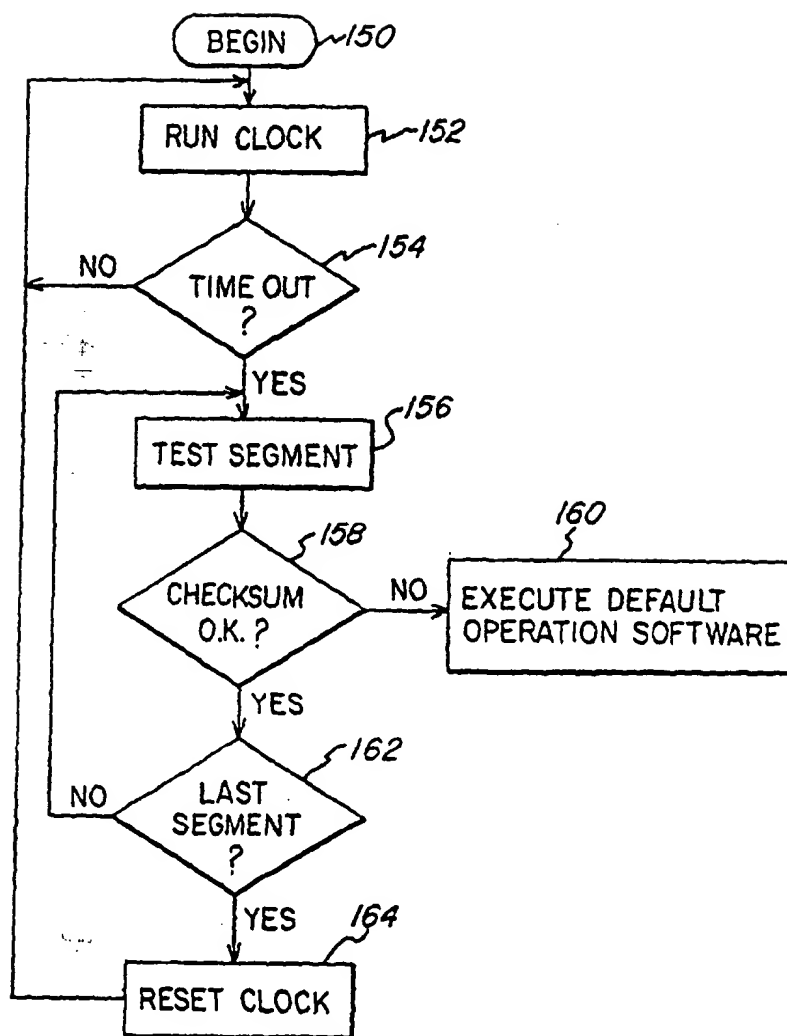 BEGIN
150
RUN CLOCK
152
154
NO
TIME OUT
?
YES
156
TEST SEGMENT
158
160
CHECKSUM
O.K. ?
NO
EXECUTE DEFAULT
OPERATION SOFTWARE
YES
162
NO
LAST
SEGMENT
?
YES
164
RESET CLOCK